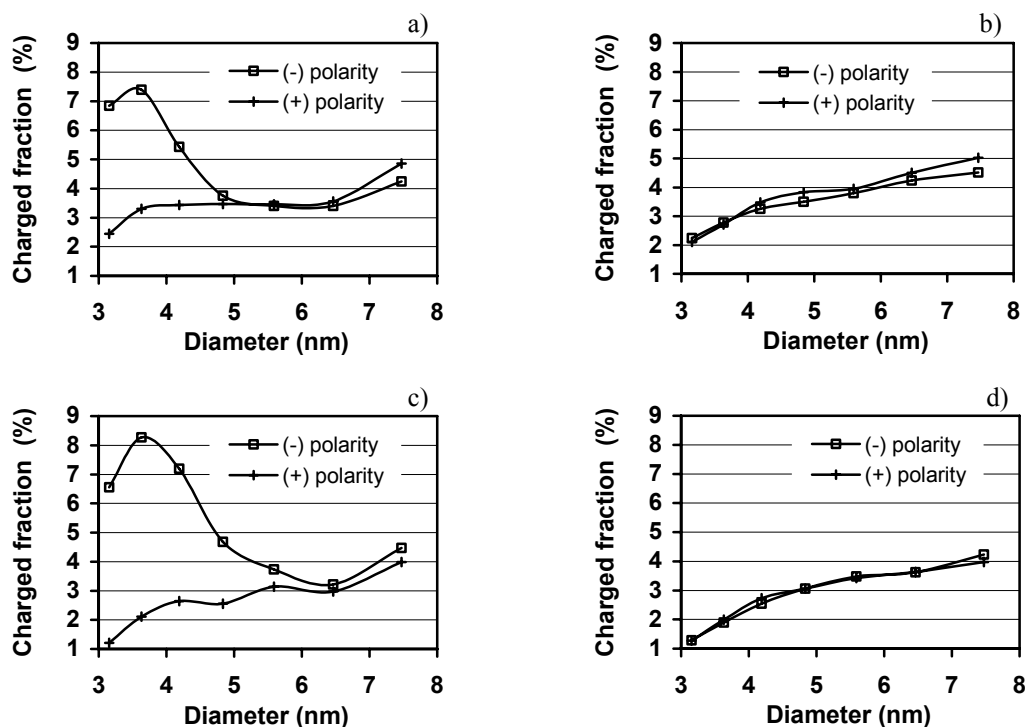 a)
Charged fraction (%)
9
8
7
6
5
4
3
2
1
(-) polarity
(+) polarity
3 4 5 6 7 8
Diameter (nm)
b)
Charged fraction (%)
9
8
7
6
5
4
3
2
1
(-) polarity
(+) polarity
3 4 5 6 7 8
Diameter (nm)
c)
Charged fraction (%)
9
8
7
6
5
4
3
2
1
(-) polarity
(+) polarity
3 4 5 6 7 8
Diameter (nm)
d)
Charged fraction (%)
9
8
7
6
5
4
3
2
1
(-) polarity
(+) polarity
3 4 5 6 7 8
Diameter (nm)